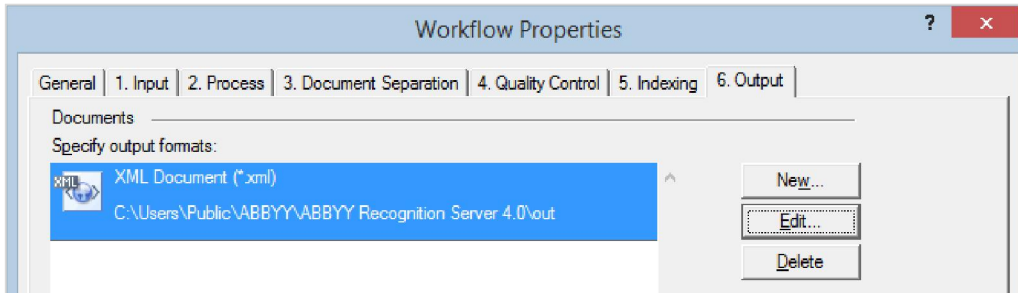 Workflow Properties
? ×
General 1. Input 2. Process 3. Document Separation 4. Quality Control 5. Indexing 6. Output
Documents
Specify output formats:
XML
XML Document (*.xml)
New...
C:\Users\Public\ABBYY\ABBYY Recognition Server 4.0\out
Edit...
Delete